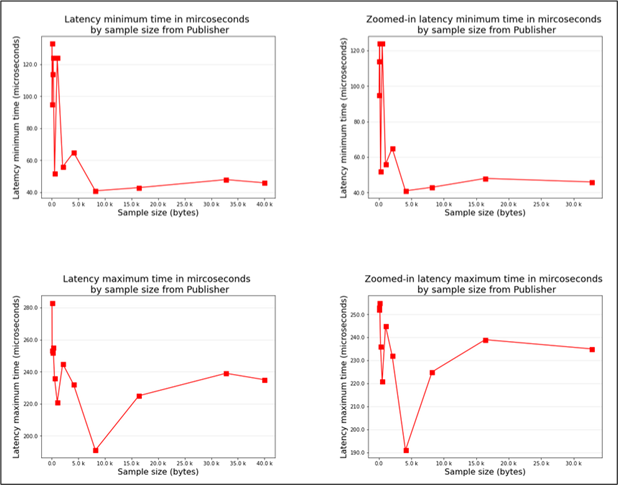 Latency minimum time in mircoseconds
by sample size from Publisher
Latency minimum time (microseconds)
120.0
100.0
80.0
60.0
40.0
0.0
5.0 k
10.0 k
15.0 k
20.0 k
25.0 k
30.0 k
35.0 k
40.0 k
Sample size (bytes)
Zoomed-in latency minimum time in mircoseconds
by sample size from Publisher
Latency minimum time (microseconds)
120.0
100.0
80.0
60.0
40.0
0.0
5.0 k
10.0 k
15.0 k
20.0 k
25.0 k
30.0 k
Sample size (bytes)
Latency maximum time in mircoseconds
by sample size from Publisher
Latency maximum time (microseconds)
280.0
260.0
240.0
220.0
200.0
0.0
5.0 k
10.0 k
15.0 k
20.0 k
25.0 k
30.0 k
35.0 k
40.0 k
Sample size (bytes)
Zoomed-in latency maximum time in mircoseconds
by sample size from Publisher
Latency maximum time (microseconds)
250.0
240.0
230.0
220.0
210.0
200.0
190.0
0.0
5.0 k
10.0 k
15.0 k
20.0 k
25.0 k
30.0 k
Sample size (bytes)